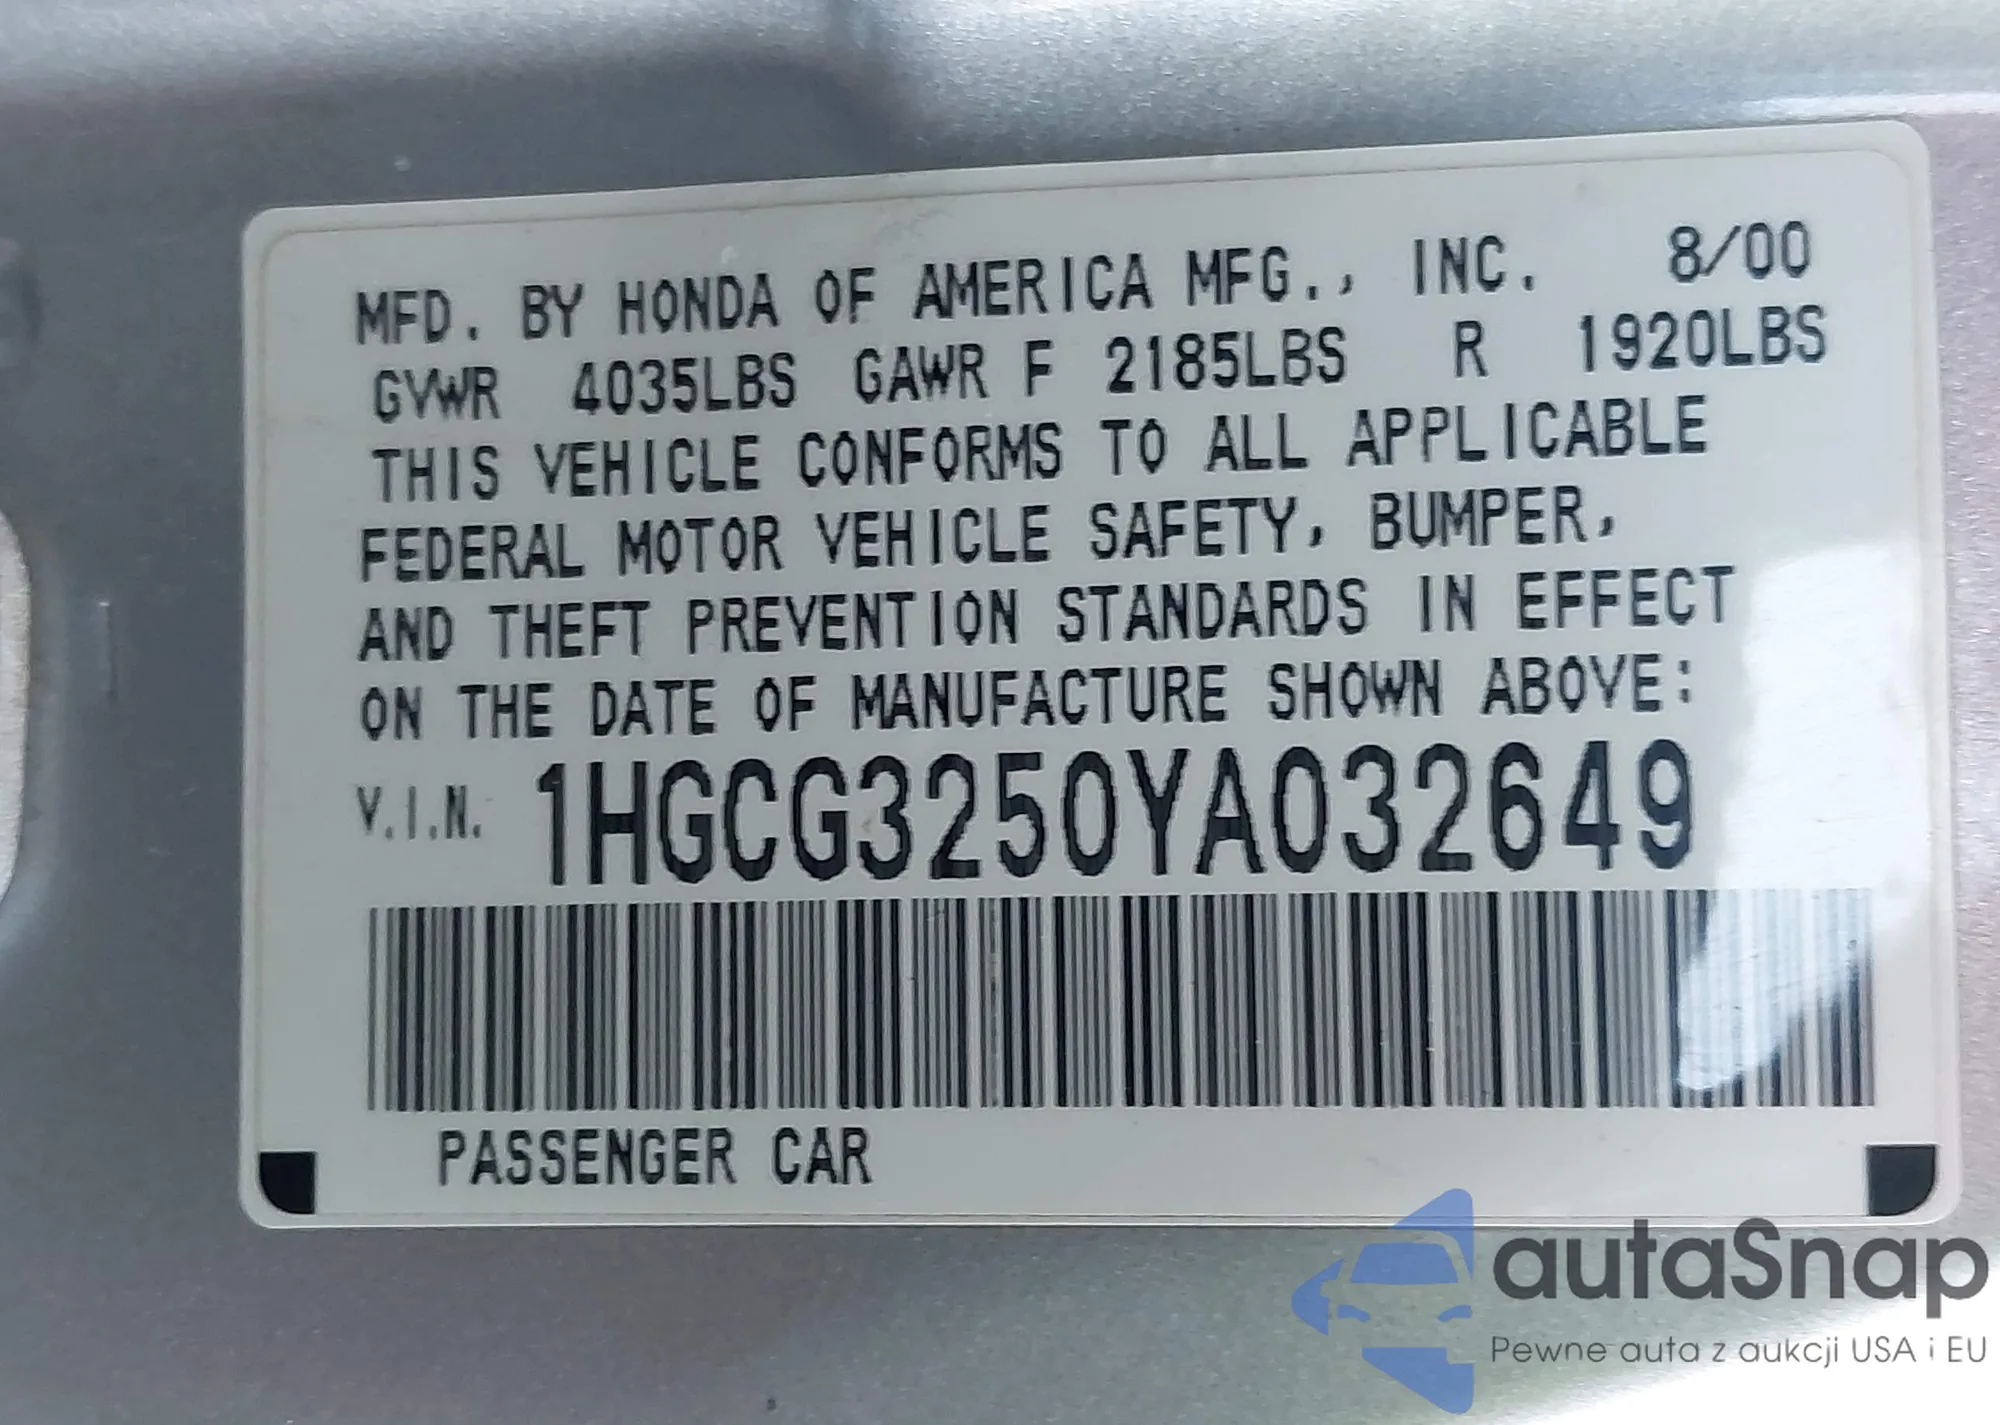 MFD. BY HONDA OF AMERICA MFG., INC. 8/00
GVWR 4035LBS GAWR F 2185LBS R 1920LBS
THIS VEHICLE CONFORMS TO ALL APPLICABLE
FEDERAL MOTOR VEHICLE SAFETY, BUMPER,
AND THEFT PREVENTION STANDARDS IN EFFECT
ON THE DATE OF MANUFACTURE SHOWN ABOVE:
V.I.N. 1HGCG3250YA032649
PASSENGER CAR
autaSnap
Pewne auta z aukcji USA i EU